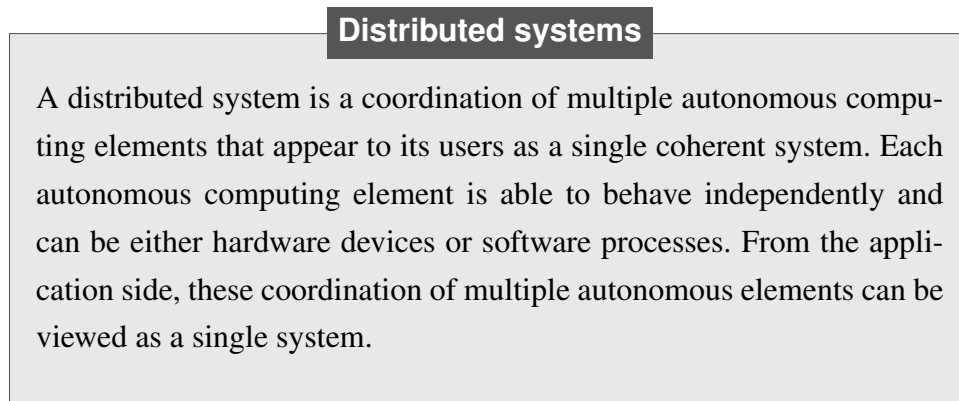 Distributed systems
A distributed system is a coordination of multiple autonomous compu-
ting elements that appear to its users as a single coherent system. Each
autonomous computing element is able to behave independently and
can be either hardware devices or software processes. From the appli-
cation side, these coordination of multiple autonomous elements can be
viewed as a single system.